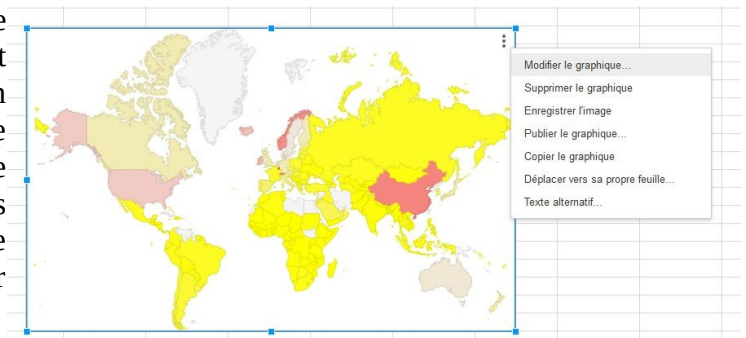 e
t
n
e
e
s
e
r
Modifier le graphique...
Supprimer le graphique
Enregistrer l'image
Publier le graphique...
Copier le graphique
Déplacer vers sa propre feuille...
Texte alternatif...